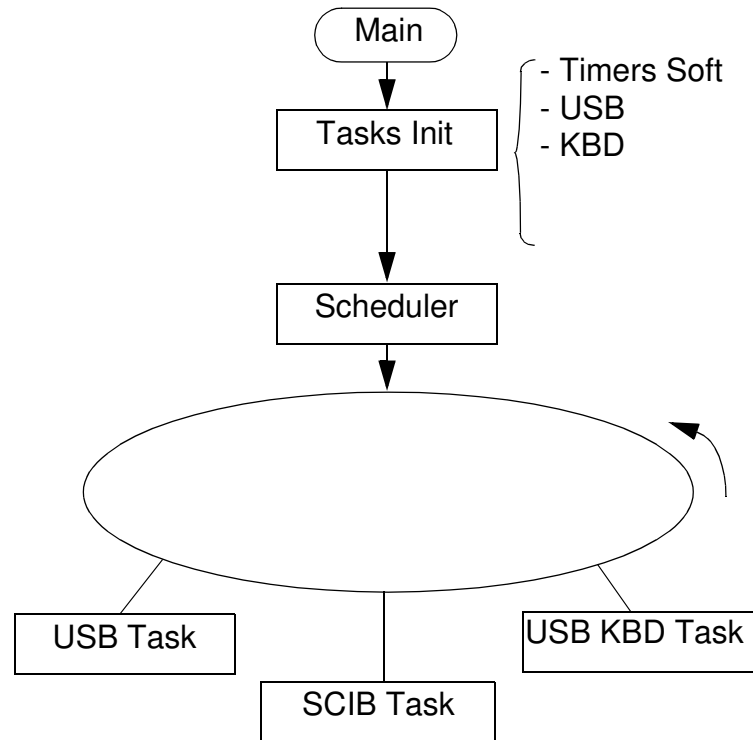 Main
- Timers Soft
- USB
- KBD
Tasks Init
Scheduler
USB Task
SCIB Task
USB KBD Task